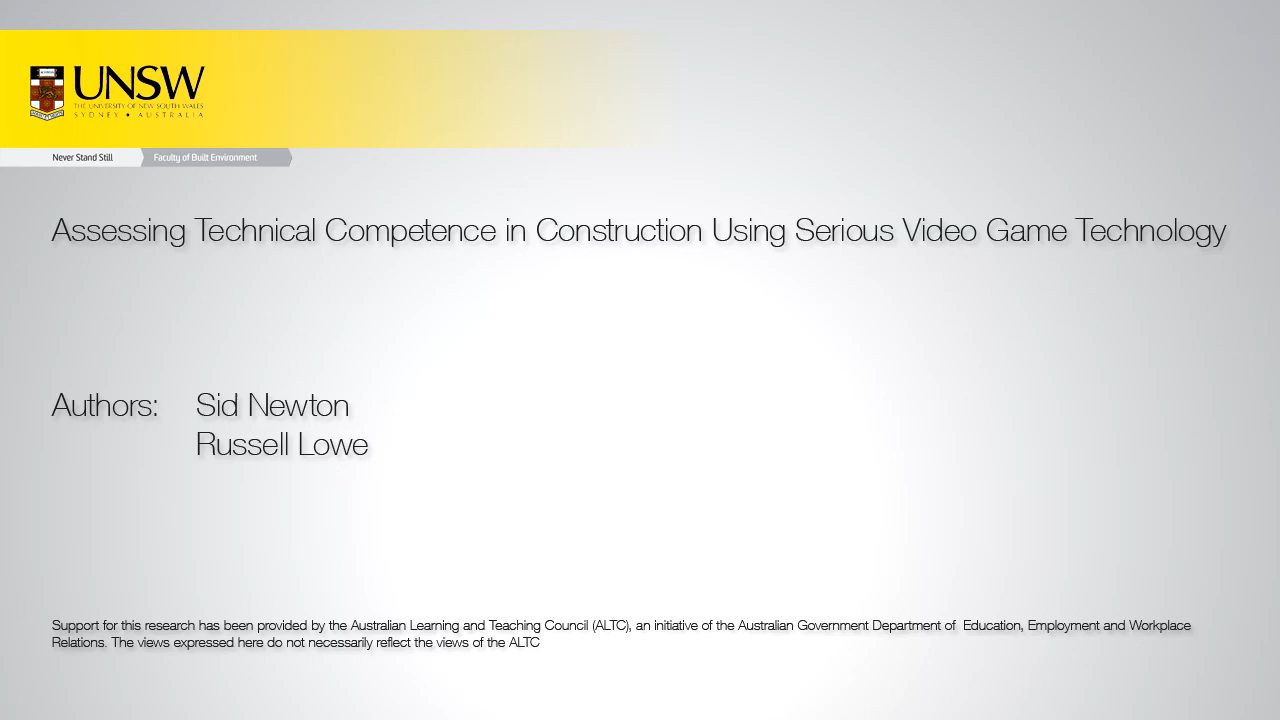 UNSW
THE UNIVERSITY OF NEW SOUTH WALES
SYDNEY • AUSTRALIA
Never Stand Still
Faculty of Built Environment
Assessing Technical Competence in Construction Using Serious Video Game Technology
Authors: Sid Newton
Russell Lowe
Support for this research has been provided by the Australian Learning and Teaching Council (ALTC), an initiative of the Australian Government Department of Education, Employment and Workplace
Relations. The views expressed here do not necessarily reflect the views of the ALTC